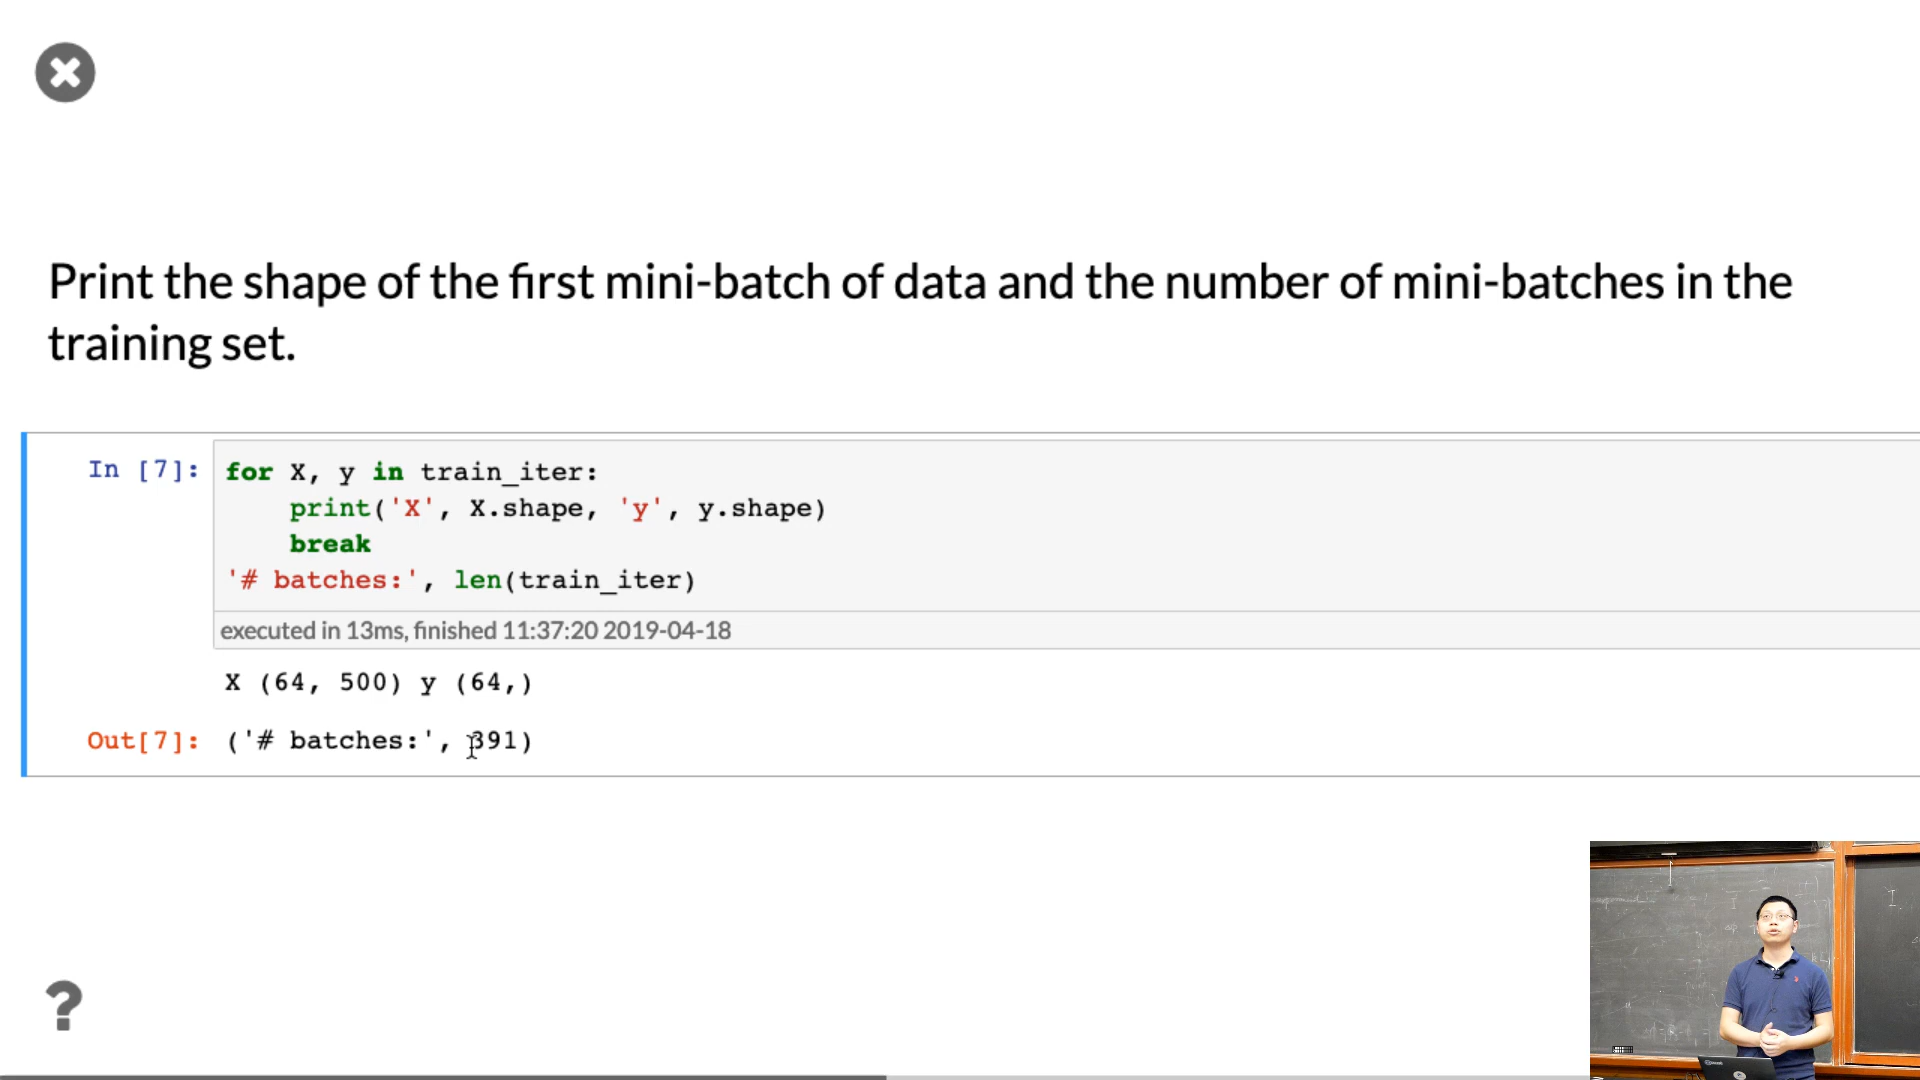 Print the shape of the first mini-batch of data and the number of mini-batches in the
training set.
In [7]: for X, y in train_iter:
print('X', X.shape, 'y', y.shape)
break
'# batches:', len(train_iter)
executed in 13ms, finished 11:37:20 2019-04-18
X (64, 500) y (64,)
Out[7]: ('# batches:', 391)
?